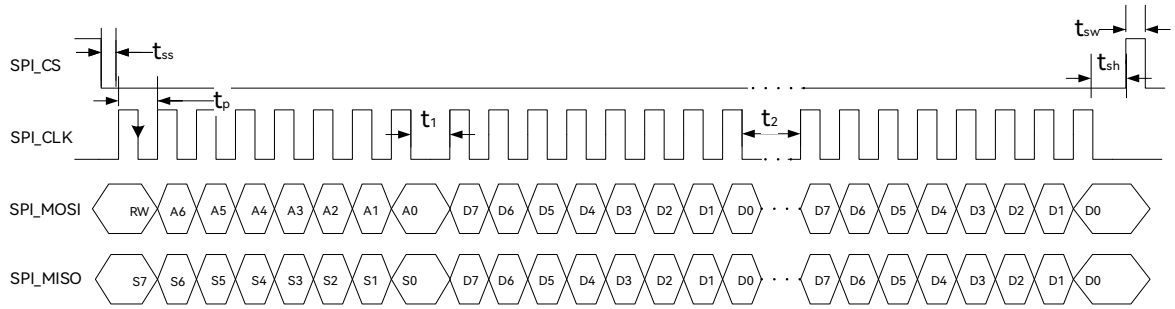 tsw
tss
SPI_CS
tsh
tp
t1
t2
SPI_CLK
SPI_MOSI RW A6 A5 A4 A3 A2 A1 A0 D7 D6 D5 D4 D3 D2 D1 D0 D7 D6 D5 D4 D3 D2 D1 D0
SPI_MISO S7 S6 S5 S4 S3 S2 S1 S0 D7 D6 D5 D4 D3 D2 D1 D0 D7 D6 D5 D4 D3 D2 D1 D0